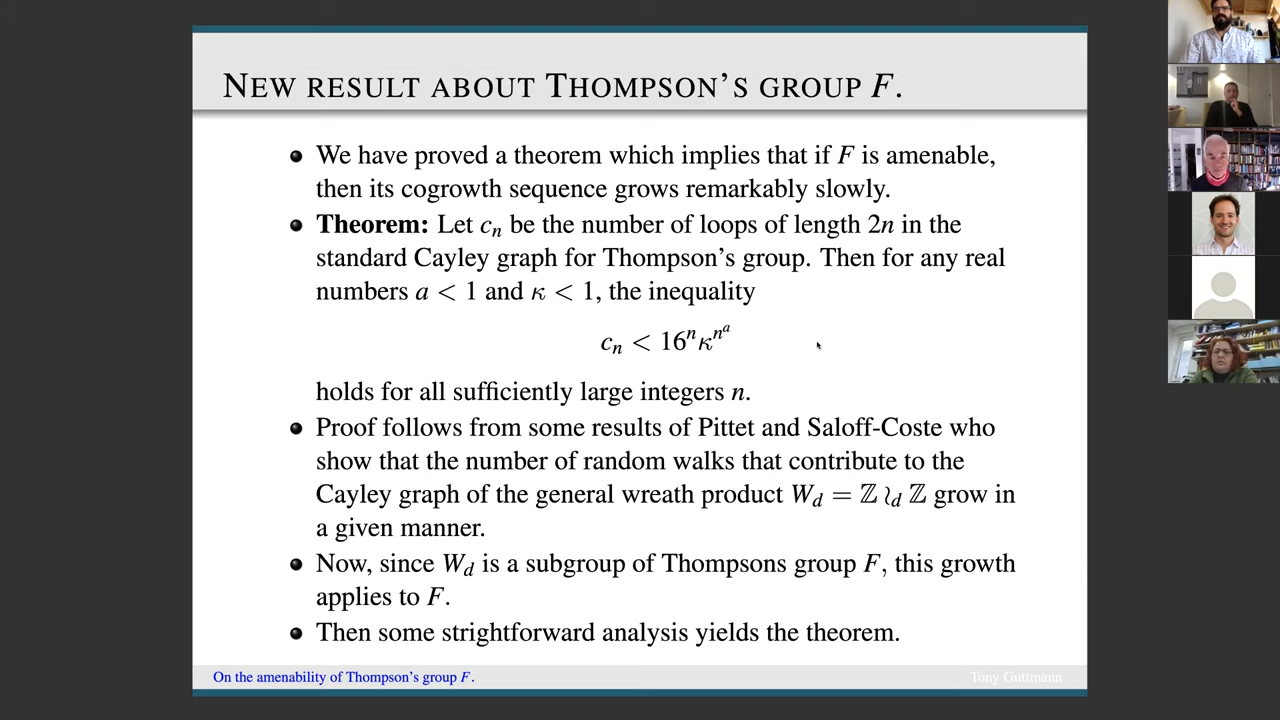 NEW RESULT ABOUT THOMPSON'S GROUP F.
We have proved a theorem which implies that if F is amenable,
then its cogrowth sequence grows remarkably slowly.
Theorem: Let cₙ be the number of loops of length 2n in the
standard Cayley graph for Thompson's group. Then for any real
numbers a < 1 and κ < 1, the inequality
cₙ < 16ⁿκ^{n^a}
holds for all sufficiently large integers n.
Proof follows from some results of Pittet and Saloff-Coste who
show that the number of random walks that contribute to the
Cayley graph of the general wreath product W_d = ℤ ≀_d ℤ grow in
a given manner.
Now, since W_d is a subgroup of Thompsons group F, this growth
applies to F.
Then some strightforward analysis yields the theorem.
On the amenability of Thompson's group F.
Tony Guttmann